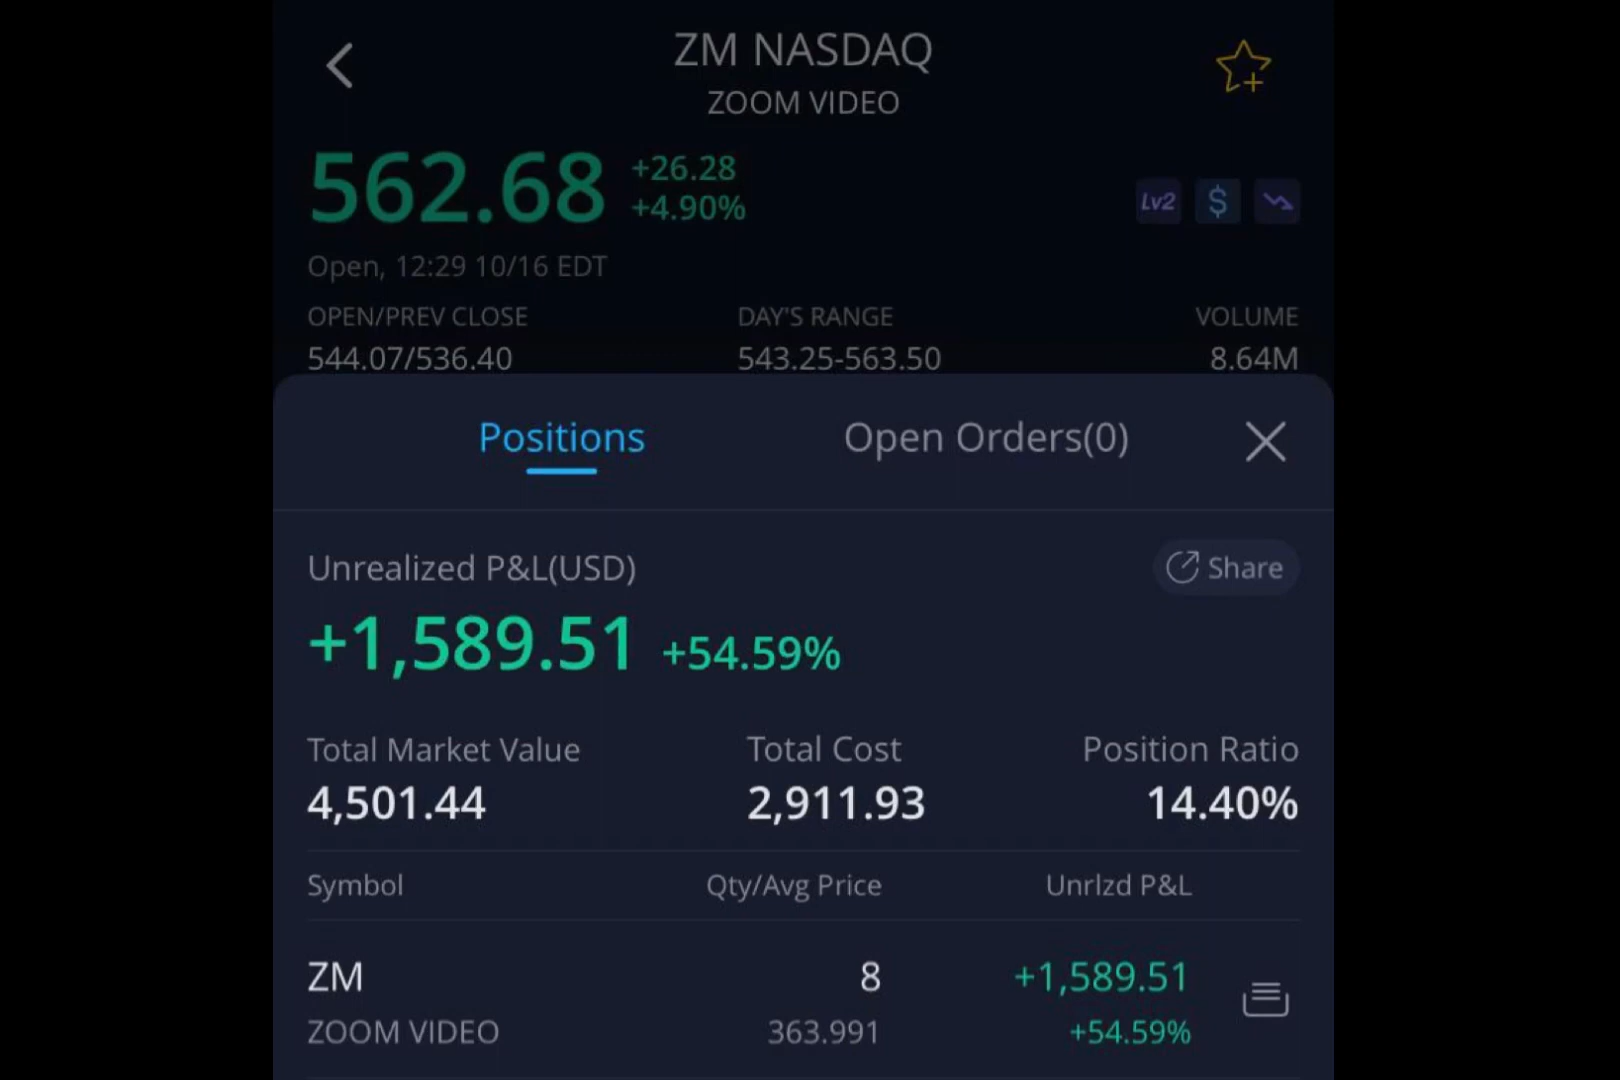 ZM NASDAQ
ZOOM VIDEO
562.68 +26.28
+4.90%
Lv2 $
Open, 12:29 10/16 EDT
OPEN/PREV CLOSE DAY'S RANGE VOLUME
544.07/536.40 543.25-563.50 8.64M
Positions Open Orders(0)
Unrealized P&L(USD) Share
+1,589.51 +54.59%
Total Market Value Total Cost Position Ratio
4,501.44 2,911.93 14.40%
Symbol Qty/Avg Price Unrlzd P&L
ZM 8 +1,589.51
ZOOM VIDEO 363.991 +54.59%